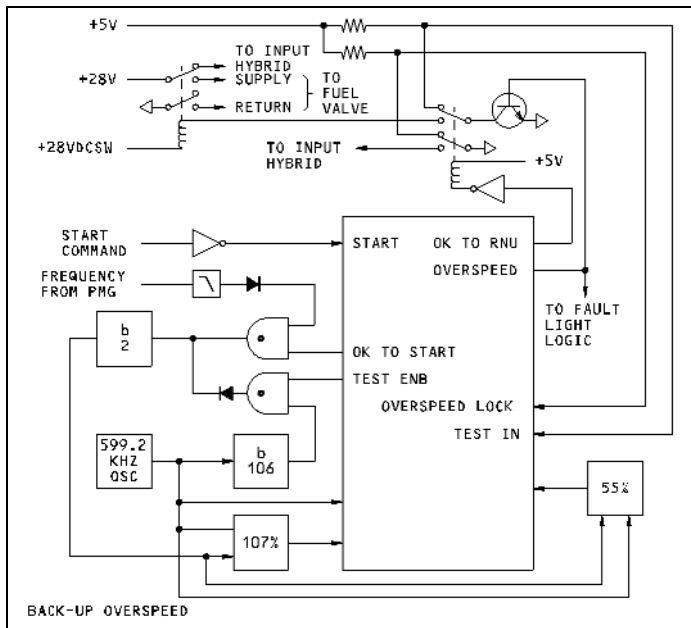 +5V
TO INPUT
HYBRID
+28V
SUPPLY
TO
FUEL
VALVE
RETURN
+28VDCSW
TO INPUT
HYBRID
+5V
START
COMMAND
START
OK TO RNU
FREQUENCY
FROM PMG
OVERSPEED
TO FAULT
LIGHT
LOGIC
b
2
OK TO START
TEST ENB
OVERSPEED LOCK
TEST IN
599.2
KHZ
OSC
b
106
55%
107%
BACK-UP OVERSPEED